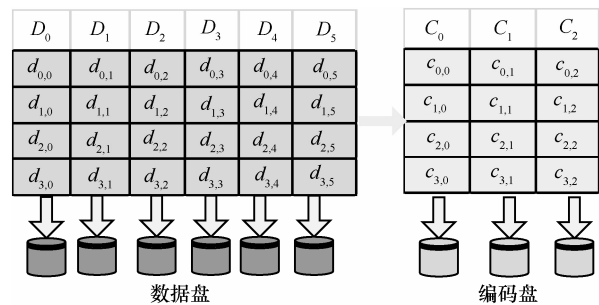 D₀ D₁ D₂ D₃ D₄ D₅ C₀ C₁ C₂
d₀,₀ d₀,₁ d₀,₂ d₀,₃ d₀,₄ d₀,₅ c₀,₀ c₀,₁ c₀,₂
d₁,₀ d₁,₁ d₁,₂ d₁,₃ d₁,₄ d₁,₅ c₁,₀ c₁,₁ c₁,₂
d₂,₀ d₂,₁ d₂,₂ d₂,₃ d₂,₄ d₂,₅ c₂,₀ c₂,₁ c₂,₂
d₃,₀ d₃,₁ d₃,₂ d₃,₃ d₃,₄ d₃,₅ c₃,₀ c₃,₁ c₃,₂
数据盘 编码盘